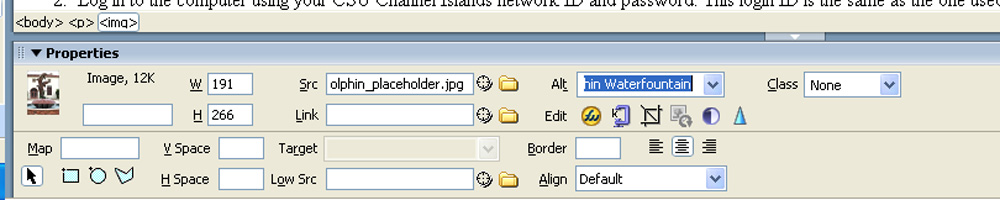 2. Log in to the computer using your CSU Channel Islands network ID and password. This login ID is the same as the one used
<body> <p> <img>
Properties
Image, 12K W 191 Src olphin_placeholder.jpg Alt hin Waterfountain Class None
H 266 Link Edit
Map V Space Target Border
H Space Low Src Align Default